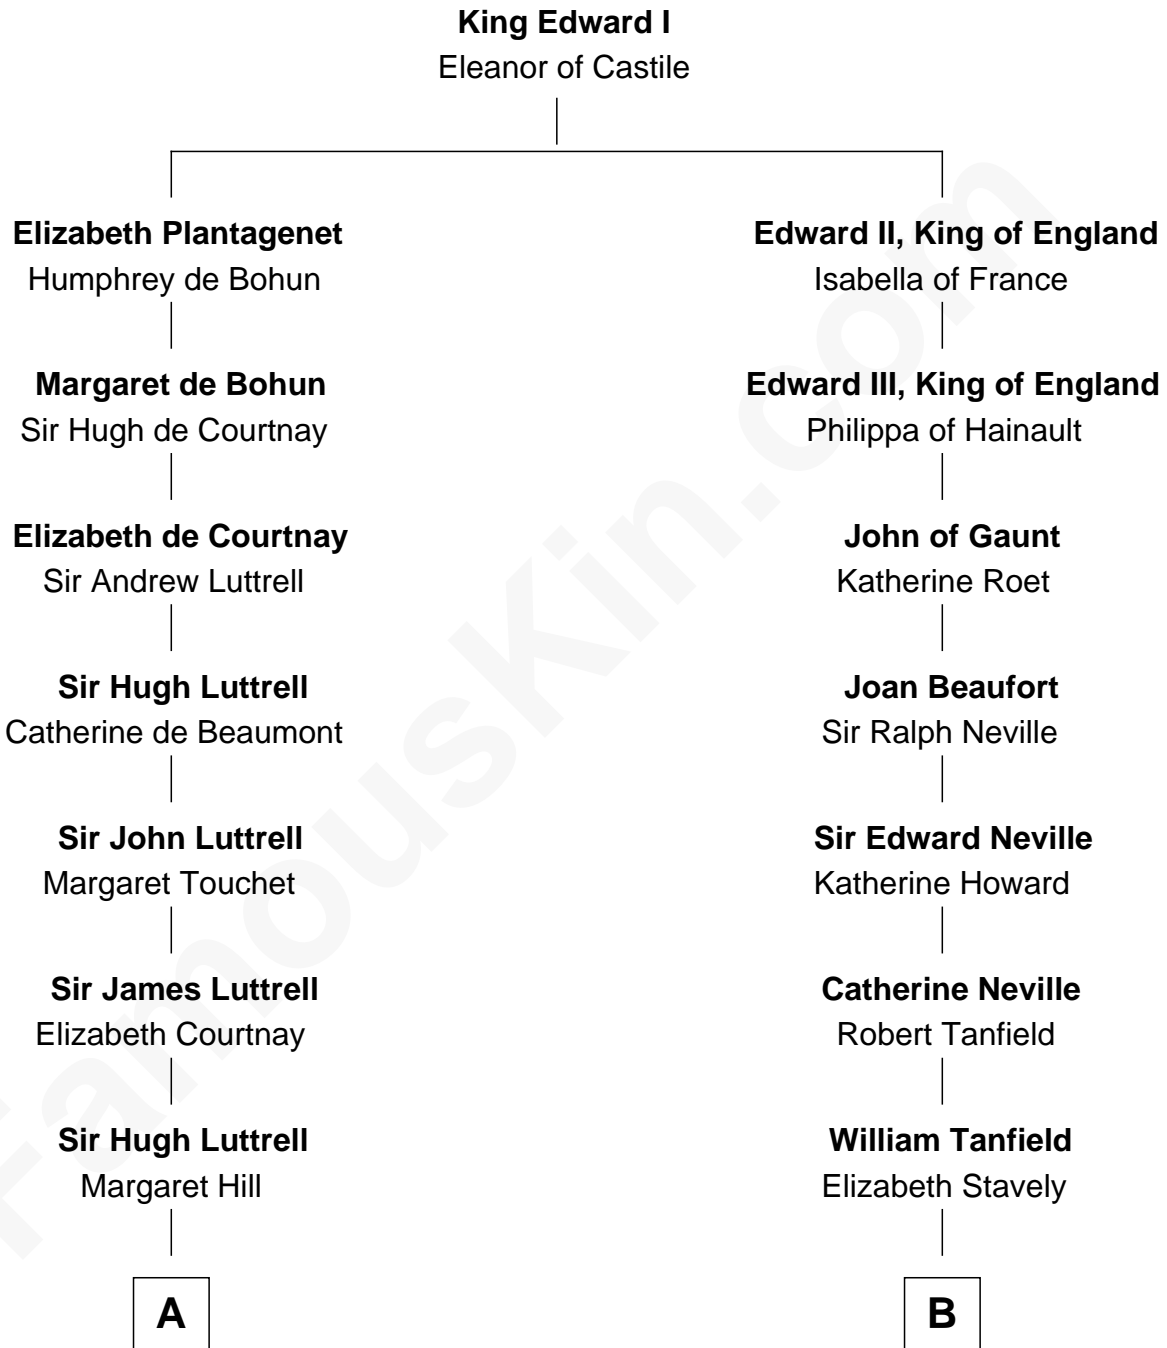 King Edward I
Eleanor of Castile
Elizabeth Plantagenet
Humphrey de Bohun
Edward II, King of England
Isabella of France
Margaret de Bohun
Sir Hugh de Courtnay
Edward III, King of England
Philippa of Hainault
Elizabeth de Courtnay
Sir Andrew Luttrell
John of Gaunt
Katherine Roet
Sir Hugh Luttrell
Catherine de Beaumont
Joan Beaufort
Sir Ralph Neville
Sir John Luttrell
Margaret Touchet
Sir Edward Neville
Katherine Howard
Sir James Luttrell
Elizabeth Courtnay
Catherine Neville
Robert Tanfield
Sir Hugh Luttrell
Margaret Hill
William Tanfield
Elizabeth Stavely
A
B
FamousKin.com